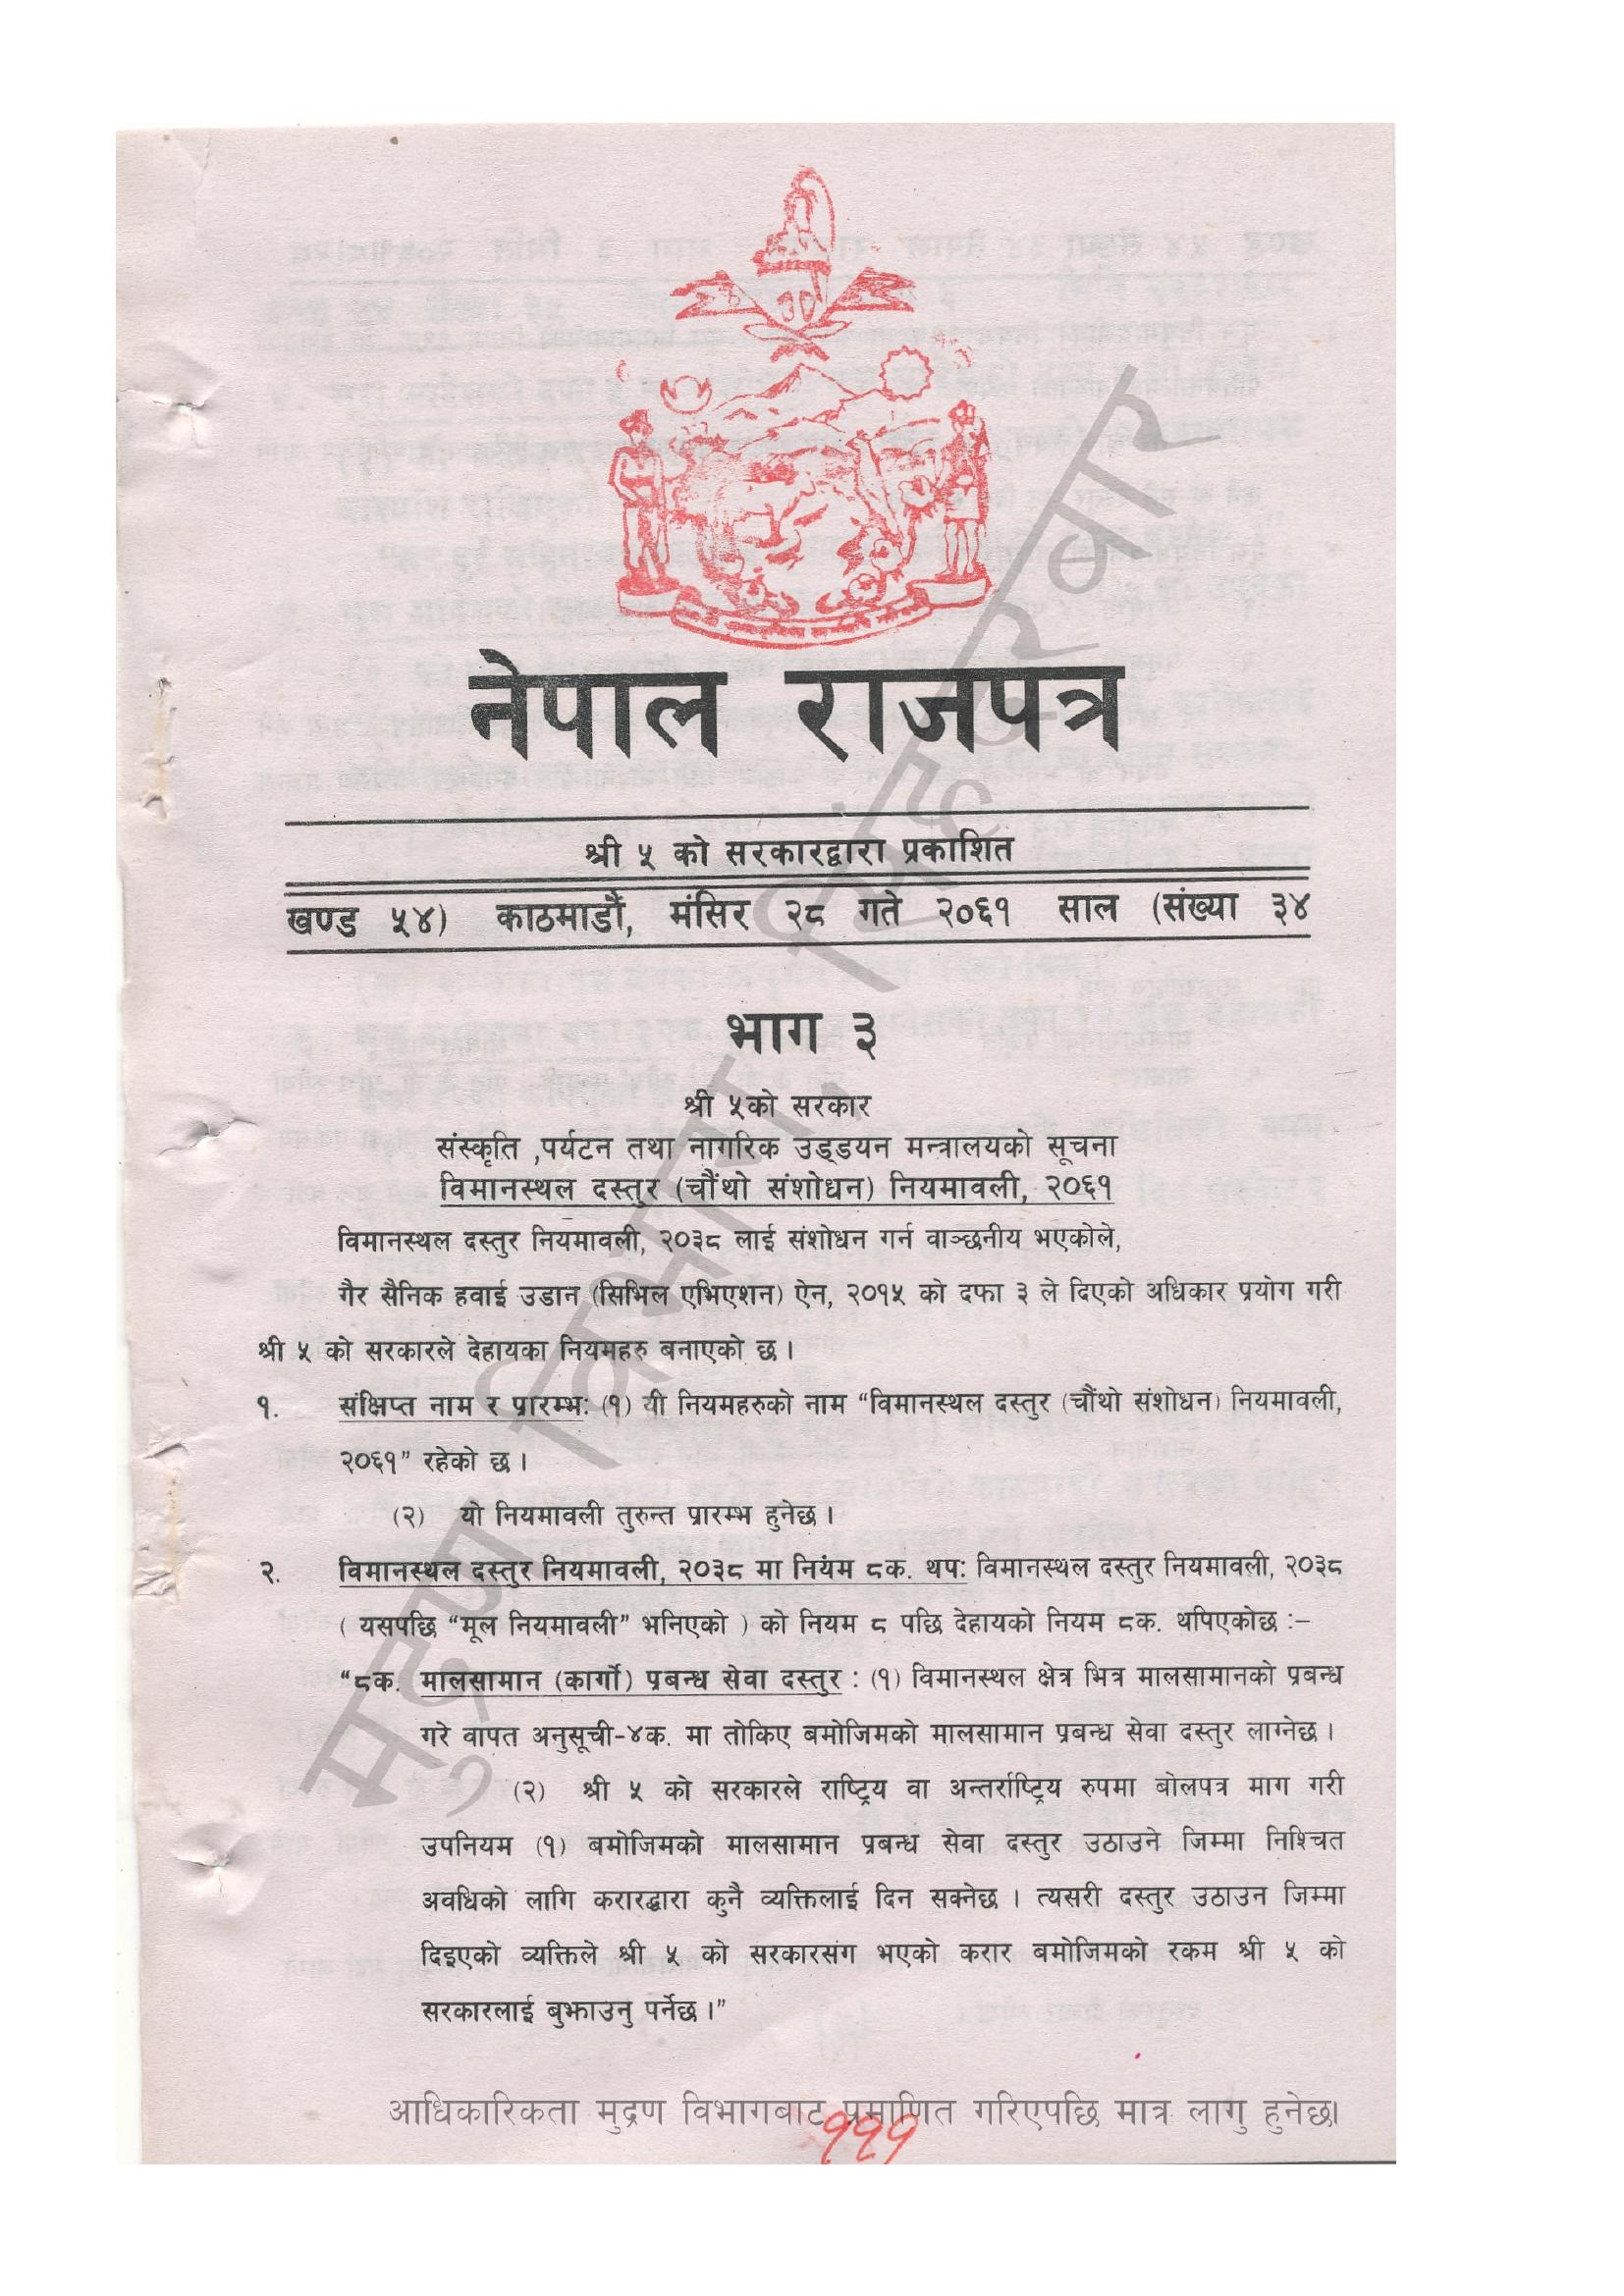 नेपाल राजपत्र
श्री ५ को सरकारद्वारा प्रकाशित
खण्ड ५४) काठमाडौं, मंसिर २८ गते २०६१ साल (संख्या ३४
भाग ३
श्री ५को सरकार
संस्कृति ,पर्यटन तथा नागरिक उड्डयन मन्त्रालयको सूचना
विमानस्थल दस्तुर (चौंथो संशोधन) नियमावली, २०६१
विमानस्थल दस्तुर नियमावली, २०३८ लाई संशोधन गर्न वाञ्छनीय भएकोले,
गैर सैनिक हवाई उडान (सिभिल एभिएशन) ऐन, २०१५ को दफा ३ ले दिएको अधिकार प्रयोग गरी
श्री ५ को सरकारले देहायका नियमहरु बनाएको छ ।
१. संक्षिप्त नाम र प्रारम्भः (१) यी नियमहरुको नाम “विमानस्थल दस्तुर (चौंथो संशोधन) नियमावली,
२०६१” रहेको छ ।
(२) यो नियमावली तुरुन्त प्रारम्भ हुनेछ ।
२. विमानस्थल दस्तुर नियमावली, २०३८ मा नियम ८क. थपः विमानस्थल दस्तुर नियमावली, २०३८
( यसपछि “मूल नियमावली” भनिएको ) को नियम ८ पछि देहायको नियम ८क. थपिएकोछ :–
“८क. मालसामान (कार्गो) प्रबन्ध सेवा दस्तुर : (१) विमानस्थल क्षेत्र भित्र मालसामानको प्रबन्ध
गरे वापत अनुसूची-४क. मा तोकिए बमोजिमको मालसामान प्रबन्ध सेवा दस्तुर लाग्नेछ ।
(२) श्री ५ को सरकारले राष्ट्रिय वा अन्तर्राष्ट्रिय रुपमा बोलपत्र माग गरी
उपनियम (१) बमोजिमको मालसामान प्रबन्ध सेवा दस्तुर उठाउने जिम्मा निश्चित
अवधिको लागि करारद्धारा कुनै व्यक्तिलाई दिन सक्नेछ । त्यसरी दस्तुर उठाउन जिम्मा
दिइएको व्यक्तिले श्री ५ को सरकारसंग भएको करार बमोजिमको रकम श्री ५ को
सरकारलाई बुझाउनु पर्नेछ ।”
मुद्रण विभाग, सिंहदरवार
आधिकारिकता मुद्रण विभागबाट प्रमाणित गरिएपछि मात्र लागु हुनेछ।
१११